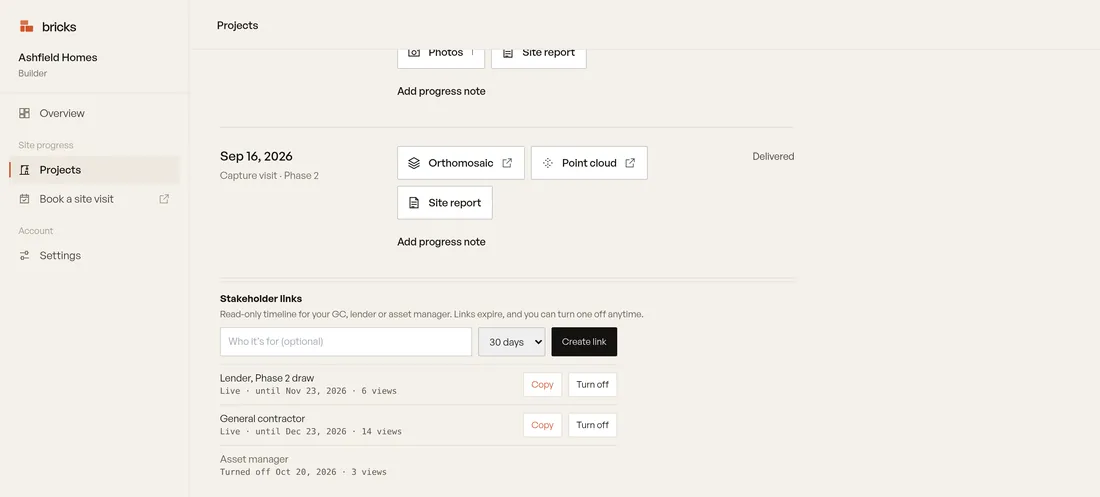 bricks
Ashfield Homes
Builder
Overview
Site progress
Projects
Book a site visit
Account
Settings
Projects
Photos
Site report
Add progress note
Sep 16, 2026
Capture visit · Phase 2
Orthomosaic
Point cloud
Delivered
Site report
Add progress note
Stakeholder links
Read-only timeline for your GC, lender or asset manager. Links expire, and you can turn one off anytime.
Who it's for (optional)
30 days
Create link
Lender, Phase 2 draw
Live · until Nov 23, 2026 · 6 views
Copy
Turn off
General contractor
Live · until Dec 23, 2026 · 14 views
Copy
Turn off
Asset manager
Turned off Oct 20, 2026 · 3 views